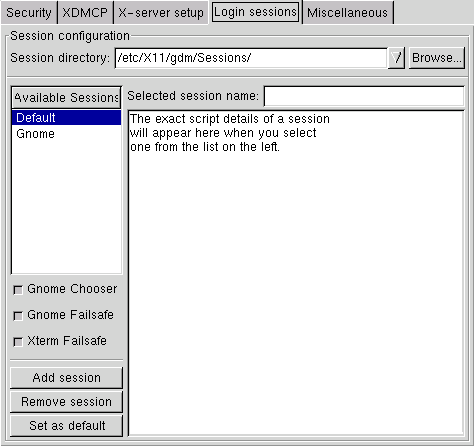 Security XDMCP X-server setup Login sessions Miscellaneous
Session configuration
Session directory: /etc/X11/gdm/Sessions/ Browse...
Available Sessions Selected session name:
Default
Gnome
The exact script details of a session
will appear here when you select
one from the list on the left.
Gnome Chooser
Gnome Failsafe
Xterm Failsafe
Add session
Remove session
Set as default